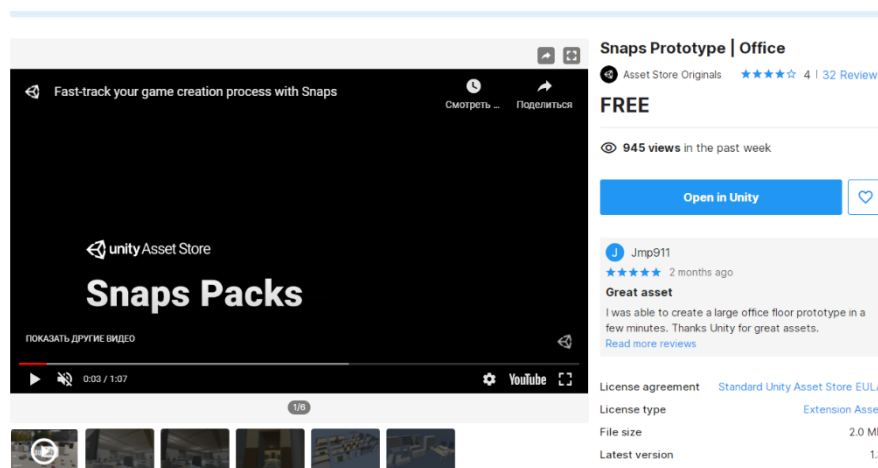 Fast-track your game creation process with Snaps
Смотреть ...
Поделиться
unity Asset Store
Snaps Packs
ПОКАЗАТЬ ДРУГИЕ ВИДЕО
0:03 / 1:07
YouTube
1/6
Snaps Prototype | Office
Asset Store Originals ★★★★☆ 4 | 32 Review
FREE
945 views in the past week
Open in Unity
J Jmp911
★★★★★ 2 months ago
Great asset
I was able to create a large office floor prototype in a
few minutes. Thanks Unity for great assets.
Read more reviews
License agreement Standard Unity Asset Store EULA
License type Extension Asse
File size 2.0 M
Latest version 1.